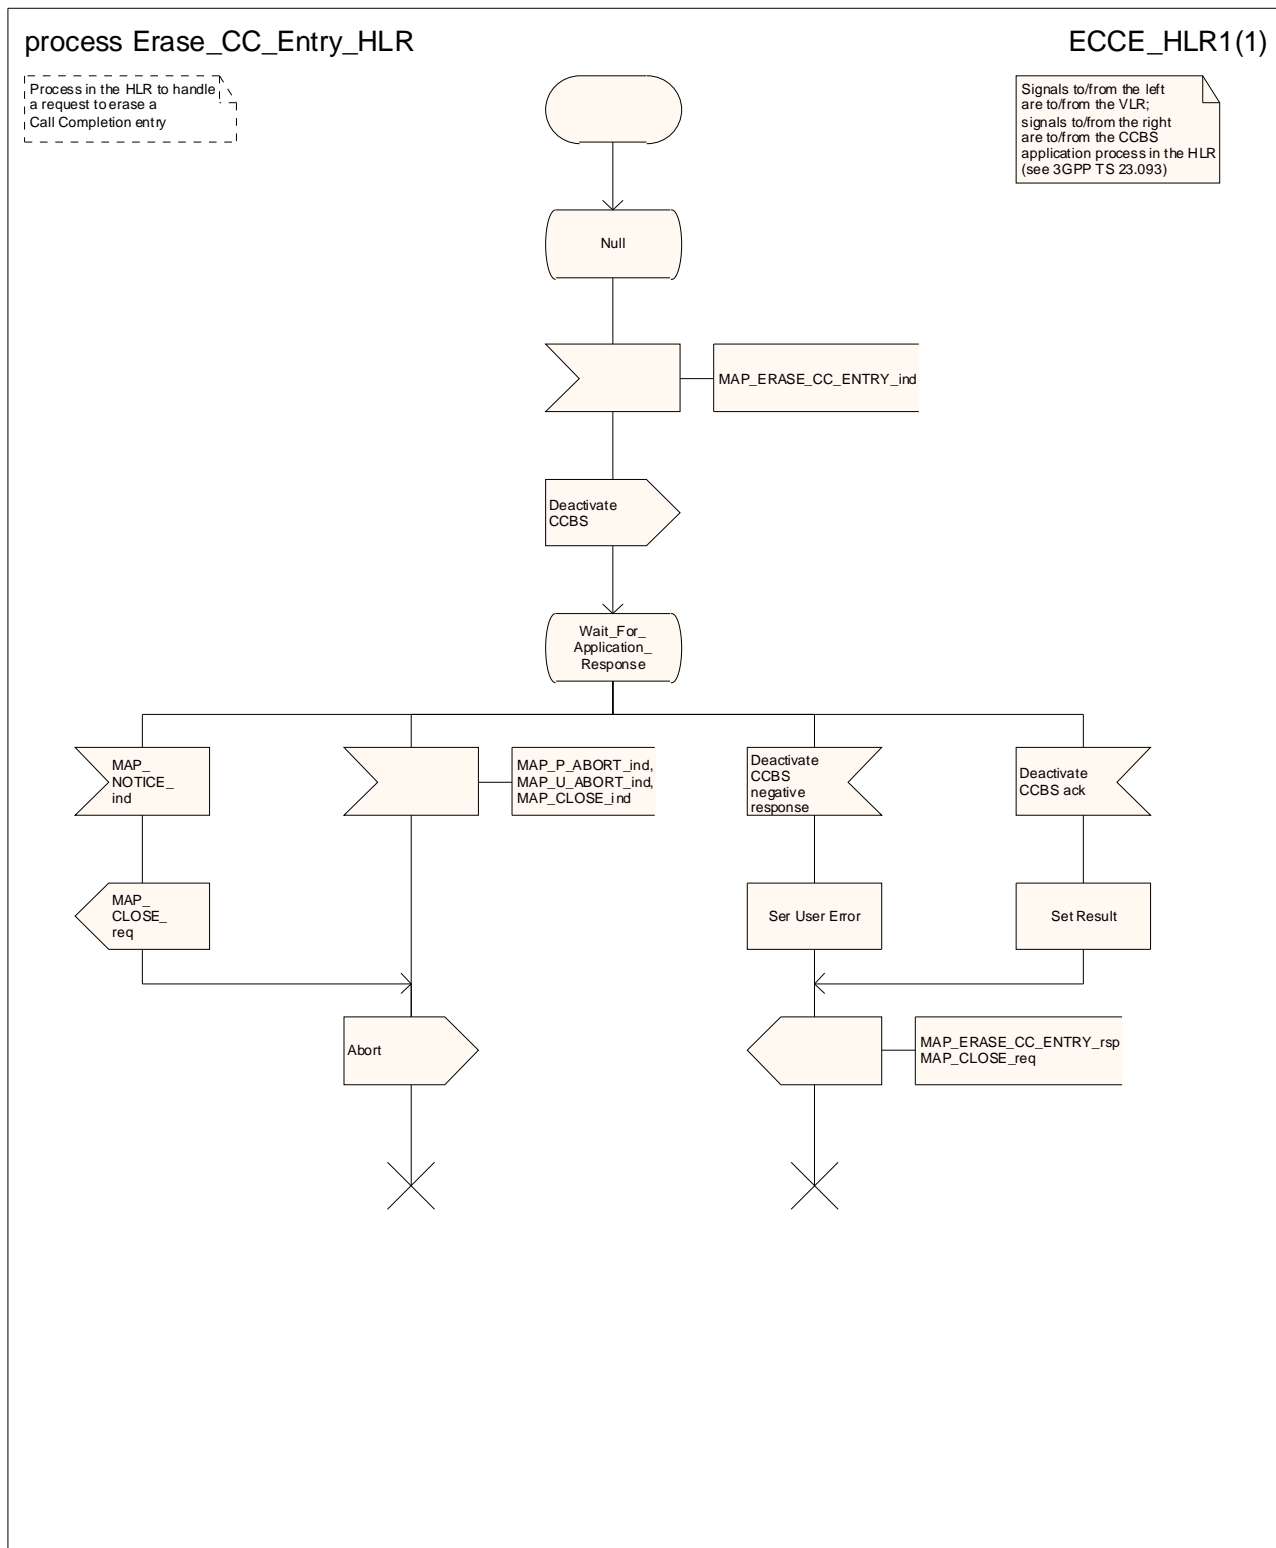 process Erase_CC_Entry_HLR
ECCE_HLR1(1)
Process in the HLR to handle
a request to erase a
Call Completion entry
Signals to/from the left
are to/from the VLR;
signals to/from the right
are to/from the CCBS
application process in the HLR
(see 3GPP TS 23.093)
Null
MAP_ERASE_CC_ENTRY_ind
Deactivate
CCBS
Wait_For_
Application_
Response
MAP_
NOTICE_
ind
MAP_P_ABORT_ind,
MAP_U_ABORT_ind,
MAP_CLOSE_ind
Deactivate
CCBS
negative
response
Deactivate
CCBS ack
MAP_
CLOSE_
req
Ser User Error
Set Result
Abort
MAP_ERASE_CC_ENTRY_rsp
MAP_CLOSE_req